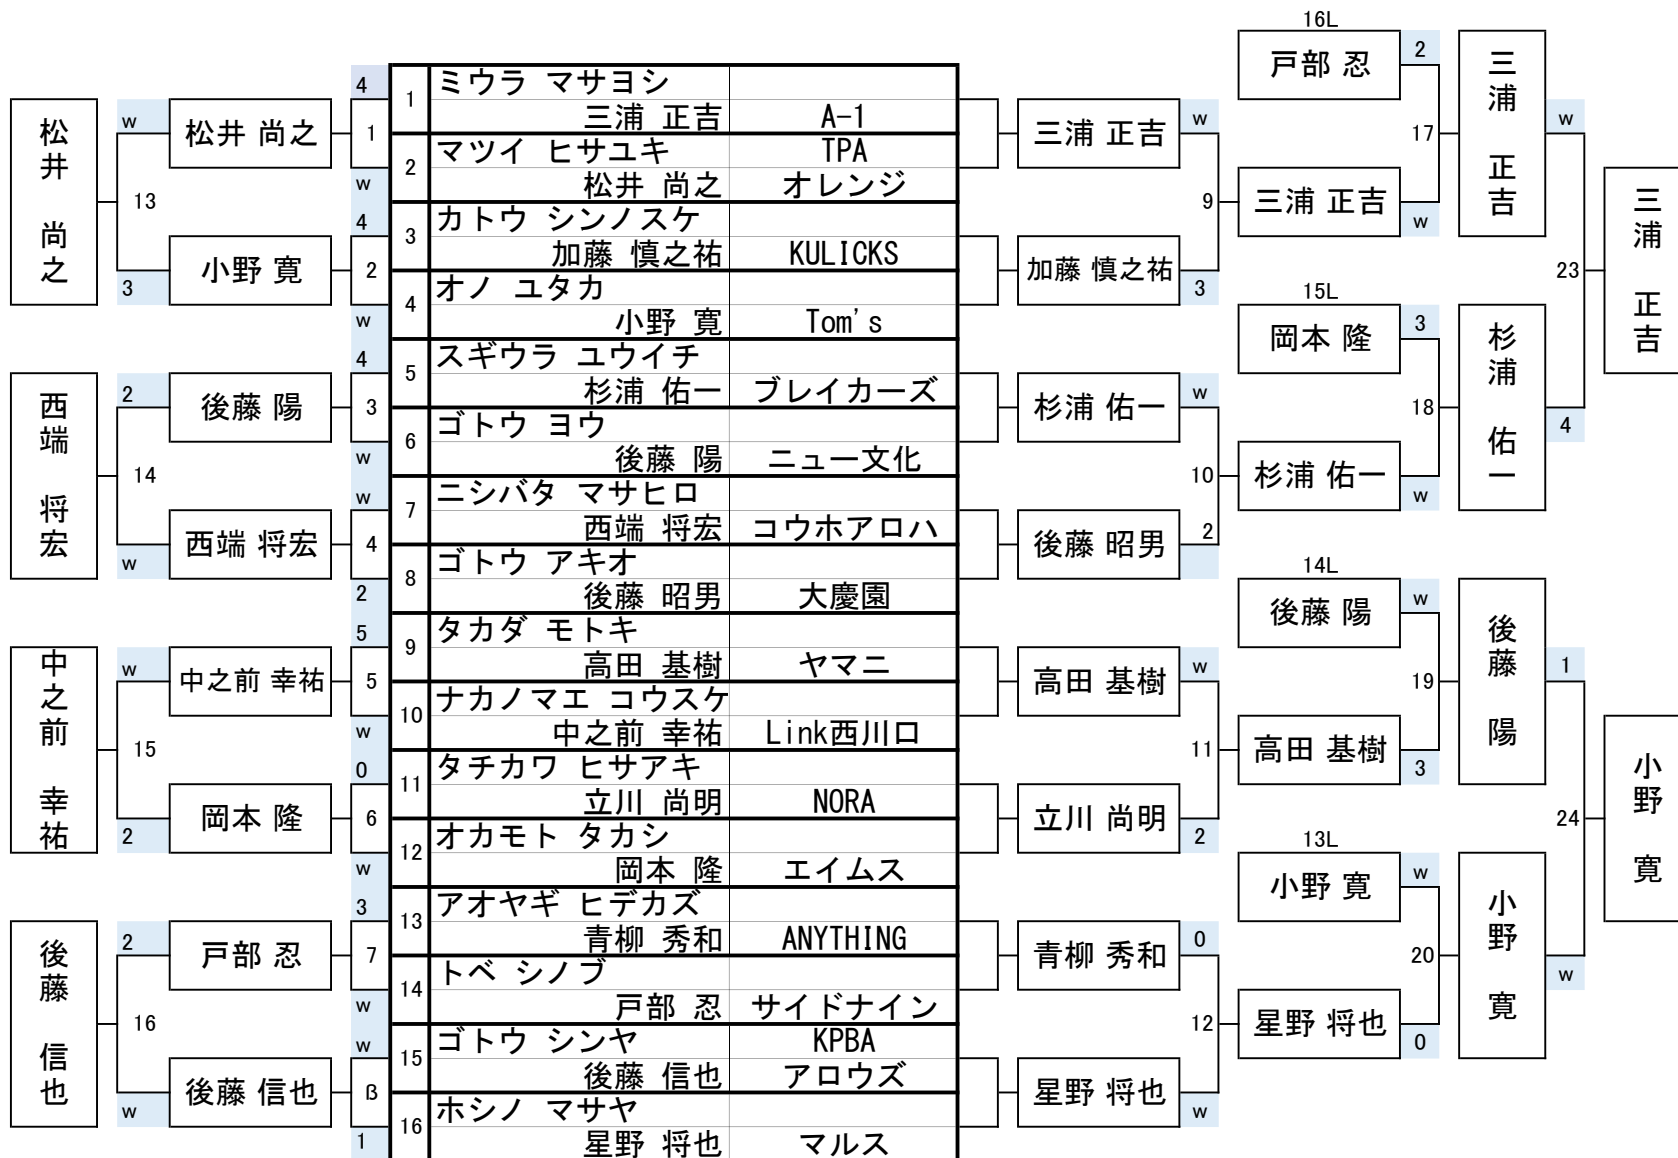 16L
戸部 忍
2
三浦 正吉
4
1
ミウラ マサヨシ
三浦 正吉
A-1
松井 尚之
w
松井 尚之
1
三浦 正吉
w
17
w
2
マツイ ヒサユキ
TPA
松井 尚之
オレンジ
w
13
9
三浦 正吉
w
三浦 正吉
4
3
カトウ シンノスケ
加藤 慎之祐
KULICKS
小野 寛
2
3
加藤 慎之祐
3
23
4
オノ ユタカ
小野 寛
Tom's
w
15L
岡本 隆
3
杉浦 佑一
4
5
スギウラ ユウイチ
杉浦 佑一
ブレイカーズ
西端 将宏
2
後藤 陽
3
杉浦 佑一
w
18
4
6
ゴトウ ヨウ
後藤 陽
ニュー文化
w
14
10
杉浦 佑一
w
w
7
ニシバタ マサヒロ
西端 将宏
コウホアロハ
w
西端 将宏
4
後藤 昭男
2
8
ゴトウ アキオ
後藤 昭男
大慶園
2
14L
後藤 陽
w
後藤 陽
1
5
9
タカダ モトキ
高田 基樹
ヤマニ
中之前 幸祐
w
中之前 幸祐
5
高田 基樹
w
19
10
ナカノマエ コウスケ
中之前 幸祐
Link西川口
w
15
11
高田 基樹
3
小野 寛
0
11
タチカワ ヒサアキ
立川 尚明
NORA
2
岡本 隆
6
立川 尚明
2
24
12
オカモト タカシ
岡本 隆
エイムス
w
13L
小野 寛
w
小野 寛
w
3
13
アオヤギ ヒデカズ
青柳 秀和
ANYTHING
後藤 信也
2
戸部 忍
7
青柳 秀和
0
20
14
トベ シノブ
戸部 忍
サイドナイン
w
16
12
星野 将也
0
w
15
ゴトウ シンヤ
KPBA
後藤 信也
アロウズ
w
後藤 信也
ß
星野 将也
w
16
ホシノ マサヤ
星野 将也
マルス
1